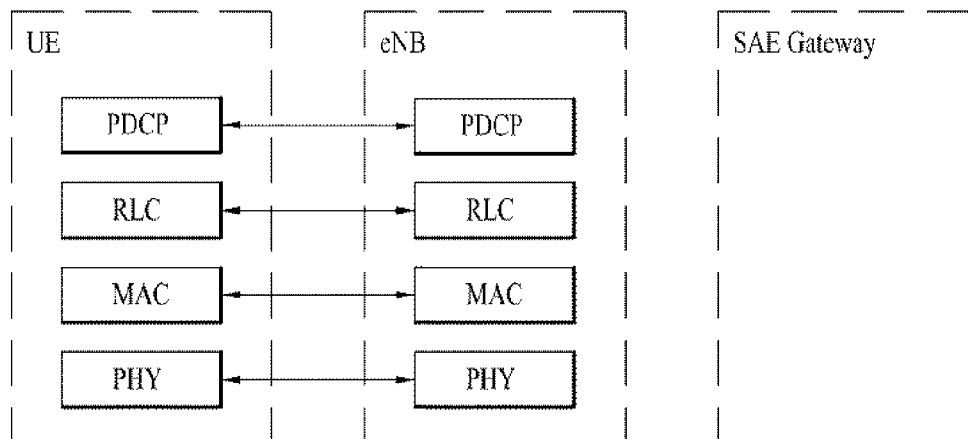 UE eNB SAE Gateway
PDCP PDCP
RLC RLC
MAC MAC
PHY PHY